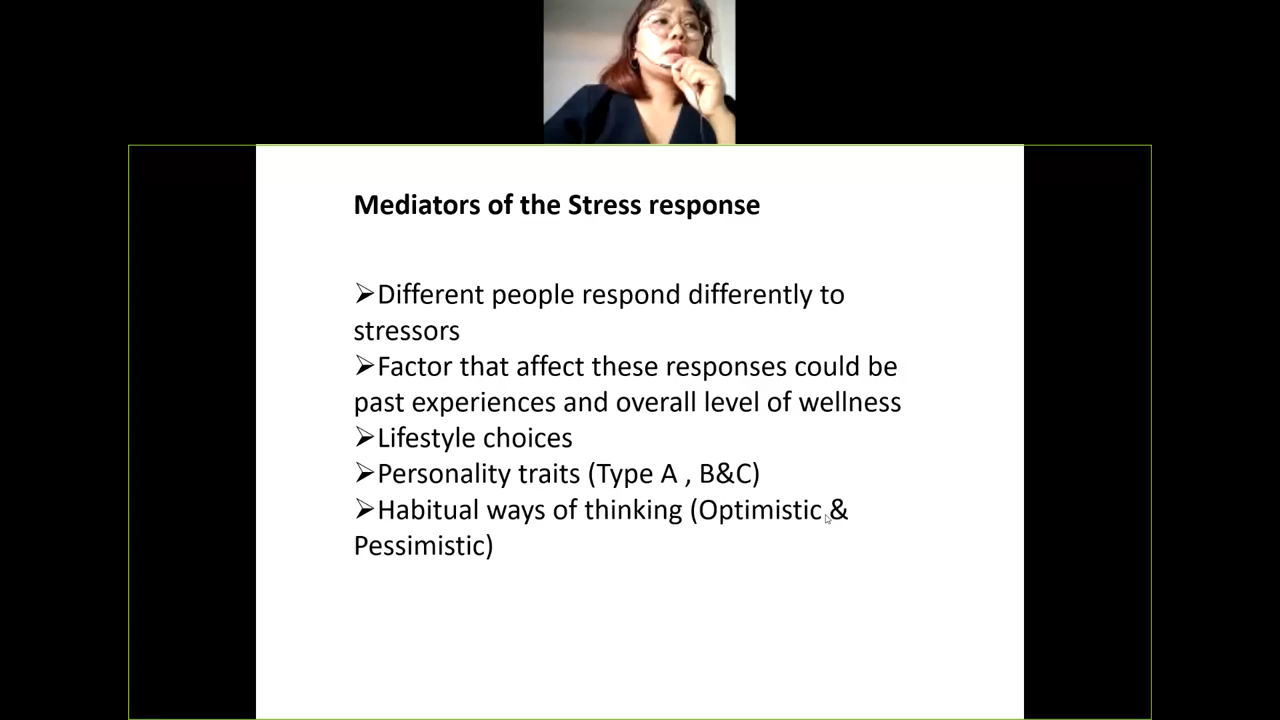 Mediators of the Stress response
➢Different people respond differently to
stressors
➢Factor that affect these responses could be
past experiences and overall level of wellness
➢Lifestyle choices
➢Personality traits (Type A , B&C)
➢Habitual ways of thinking (Optimistic &
Pessimistic)